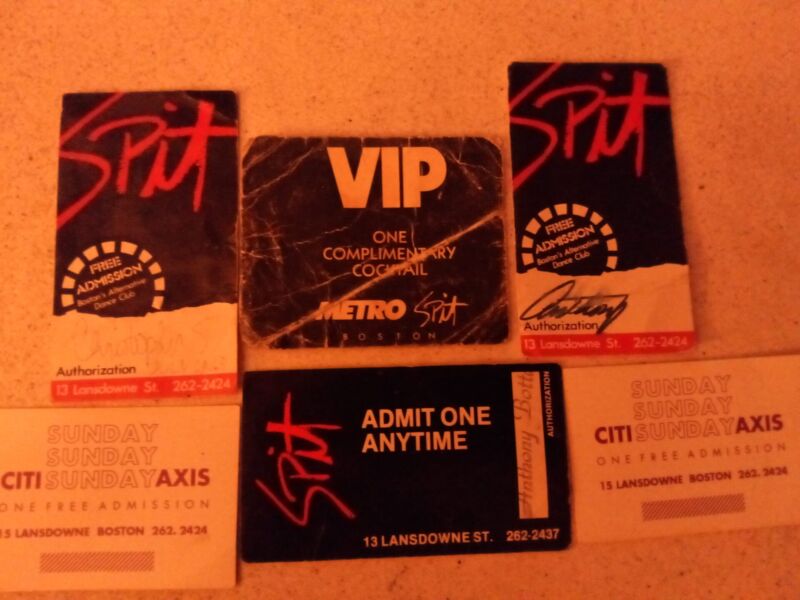 Spit
FREE
ADMISSION
Boston's Alternative
Dance Club
Authorization
13 Lansdowne St. 262-2424
VIP
ONE
COMPLIMENTARY
COCKTAIL
METRO Spit
BOSTON
Spit
FREE
ADMISSION
Boston's Alternative
Dance Club
Anthony
Authorization
13 Lansdowne St. 262-2424
SUNDAY
SUNDAY
CITI SUNDAY AXIS
ONE FREE ADMISSION
15 LANSDOWNE BOSTON 262.2424
Spit
ADMIT ONE
ANYTIME
13 LANSDOWNE ST. 262-2437
Anthony
AUTHORIZATION
SUNDAY
SUNDAY
CITI SUNDAY AXIS
ONE FREE ADMISSION
15 LANSDOWNE BOSTON 262.2424